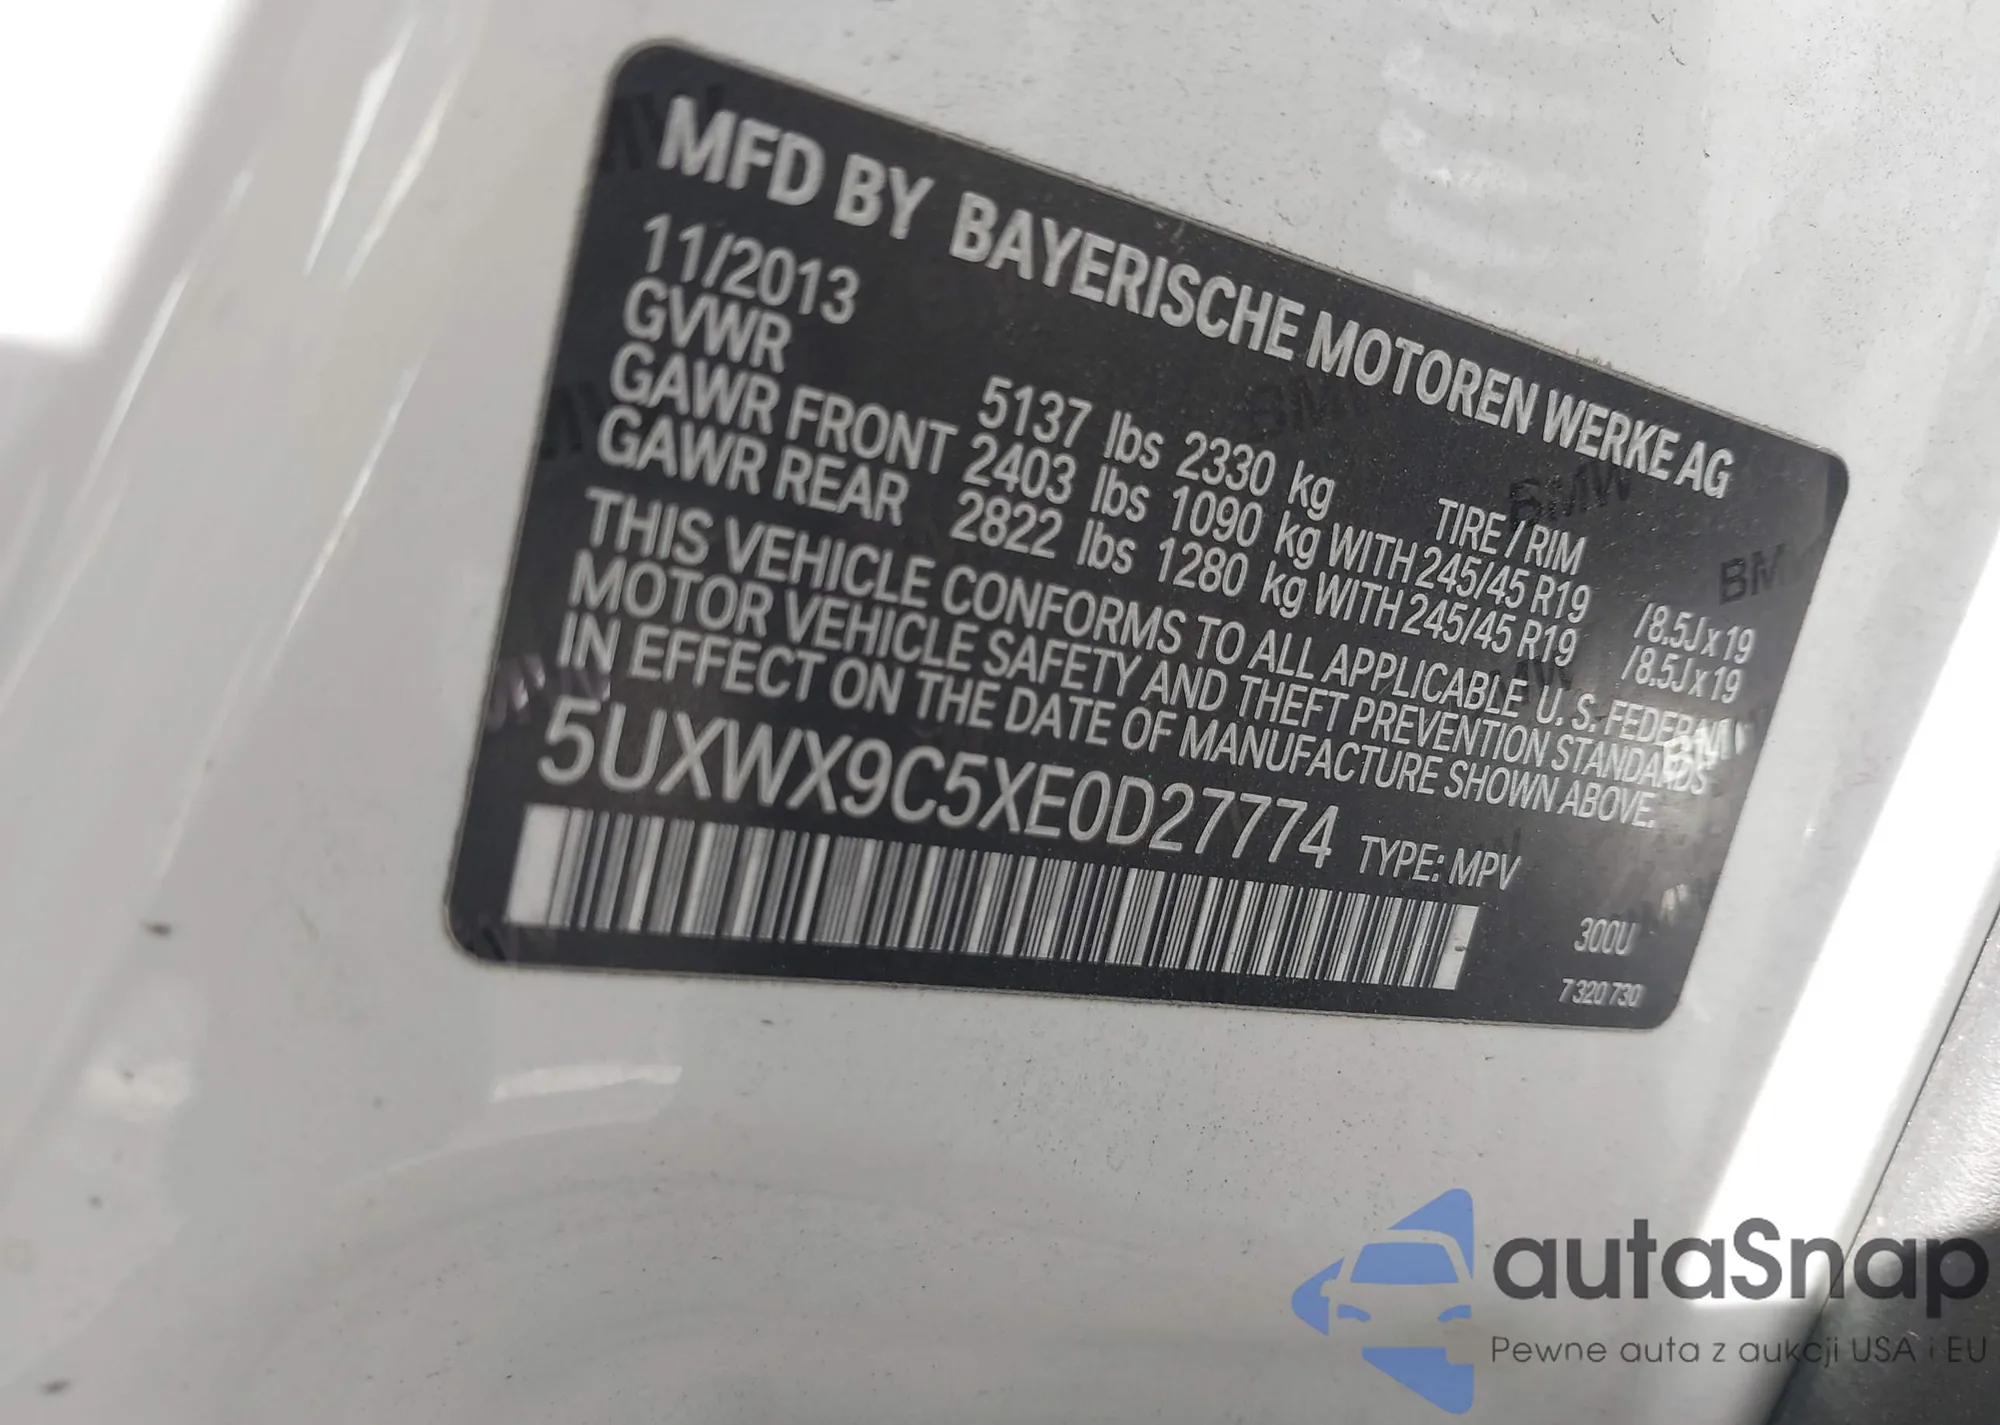 MFD BY BAYERISCHE MOTOREN WERKE AG
11/2013
GVWR 5137 lbs 2330 kg TIRE / RIM
GAWR FRONT 2403 lbs 1090 kg WITH 245/45 R19 /8.5J x 19
GAWR REAR 2822 lbs 1280 kg WITH 245/45 R19 /8.5J x 19
THIS VEHICLE CONFORMS TO ALL APPLICABLE U. S. FEDERAL
MOTOR VEHICLE SAFETY AND THEFT PREVENTION STANDARDS
IN EFFECT ON THE DATE OF MANUFACTURE SHOWN ABOVE.
5UXWX9C5XE0D27774 TYPE: MPV
300U
7 320 730
autaSnap
Pewne auta z aukcji USA i EU